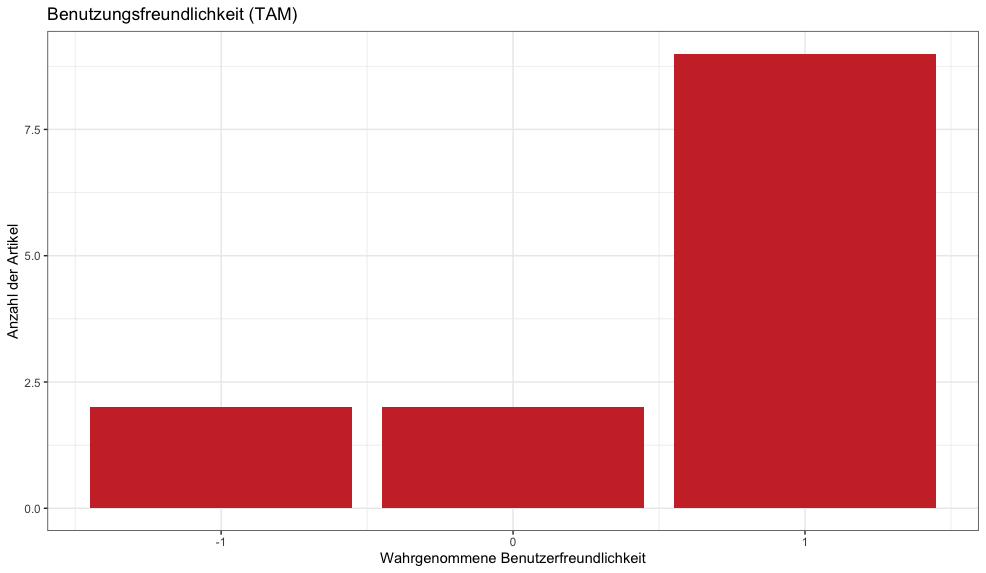 Benutzungsfreundlichkeit (TAM)
Anzahl der Artikel
7.5
5.0
2.5
0.0
-1 0 1
Wahrgenommene Benutzerfreundlichkeit